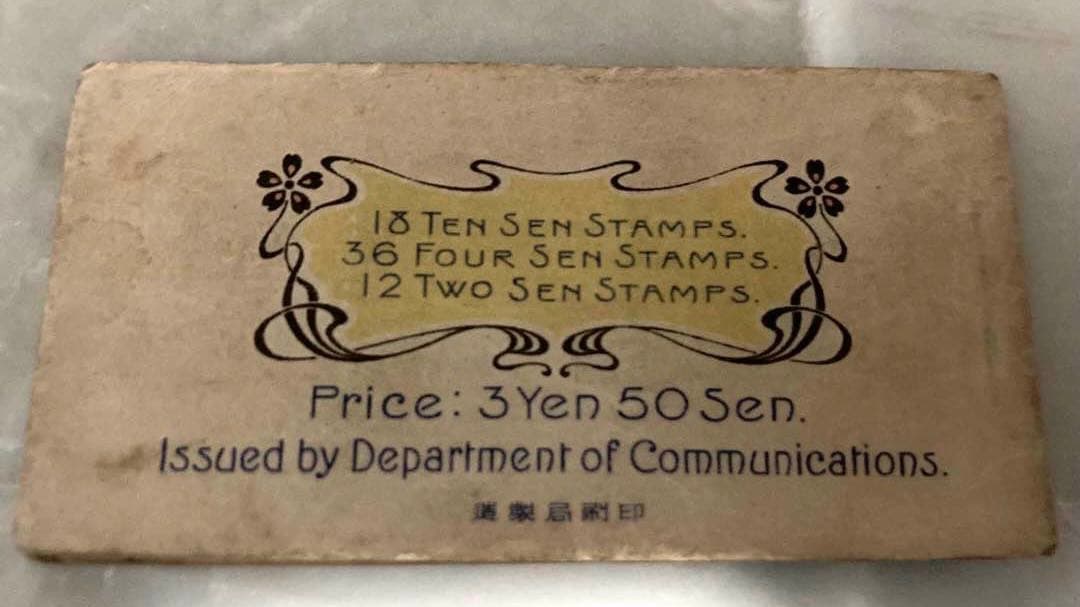 18 TEN SEN STAMPS.
36 FOUR SEN STAMPS.
12 TWO SEN STAMPS.
Price: 3 Yen 50 Sen.
Issued by Department of Communications.
印刷局製造